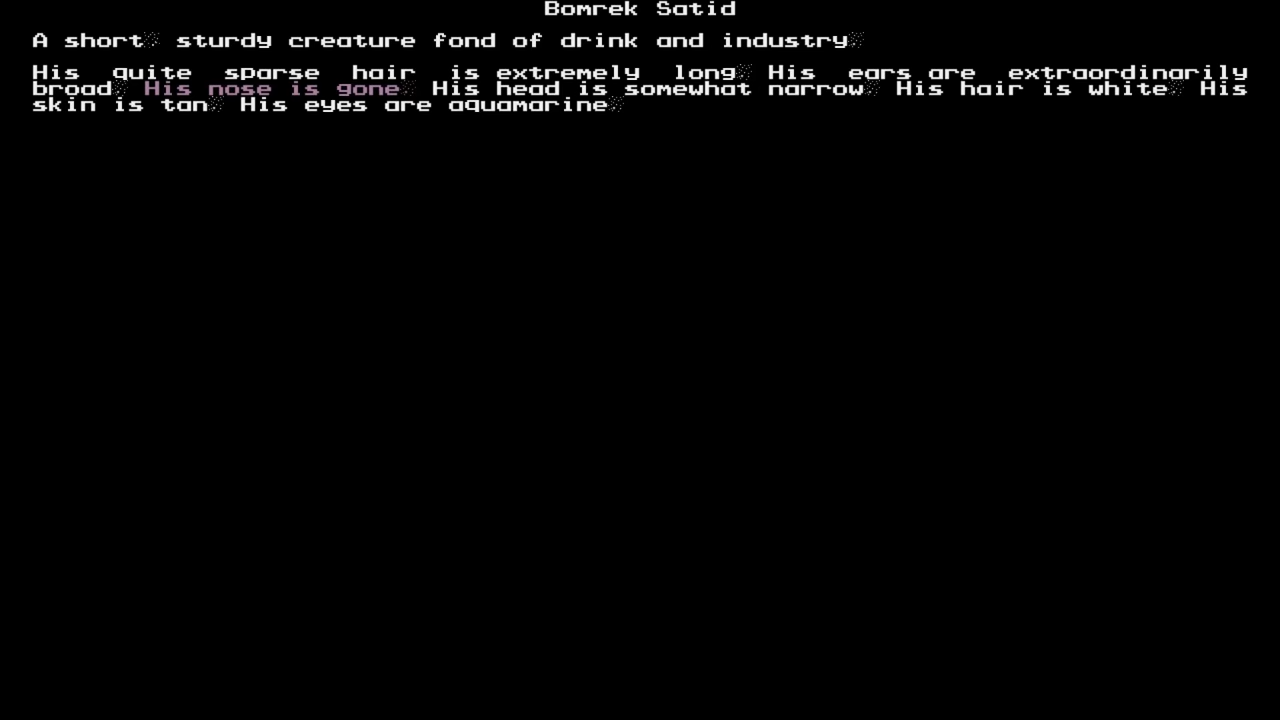 Bomrek Satid
A short░ sturdy creature fond of drink and industry░
His quite sparse hair is extremely long░ His ears are extraordinarily
broad░ His nose is gone░ His head is somewhat narrow░ His hair is white░ His
skin is tan░ His eyes are aquamarine░